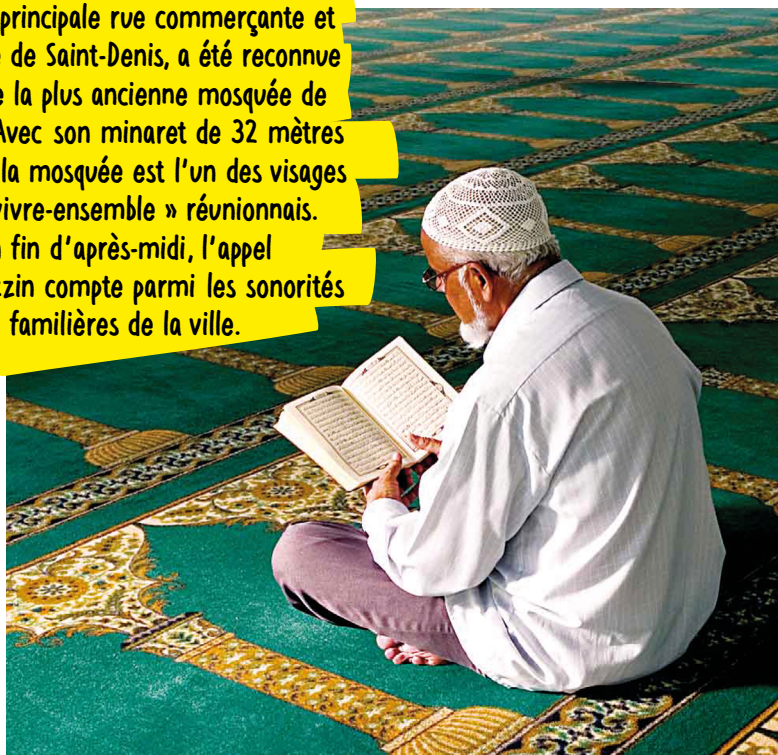 principale rue commerçante et
de Saint-Denis, a été reconnue
la plus ancienne mosquée de
Avec son minaret de 32 mètres
la mosquée est l'un des visages
vivre-ensemble » réunionnais.
fin d'après-midi, l'appel
compte parmi les sonorités
familières de la ville.